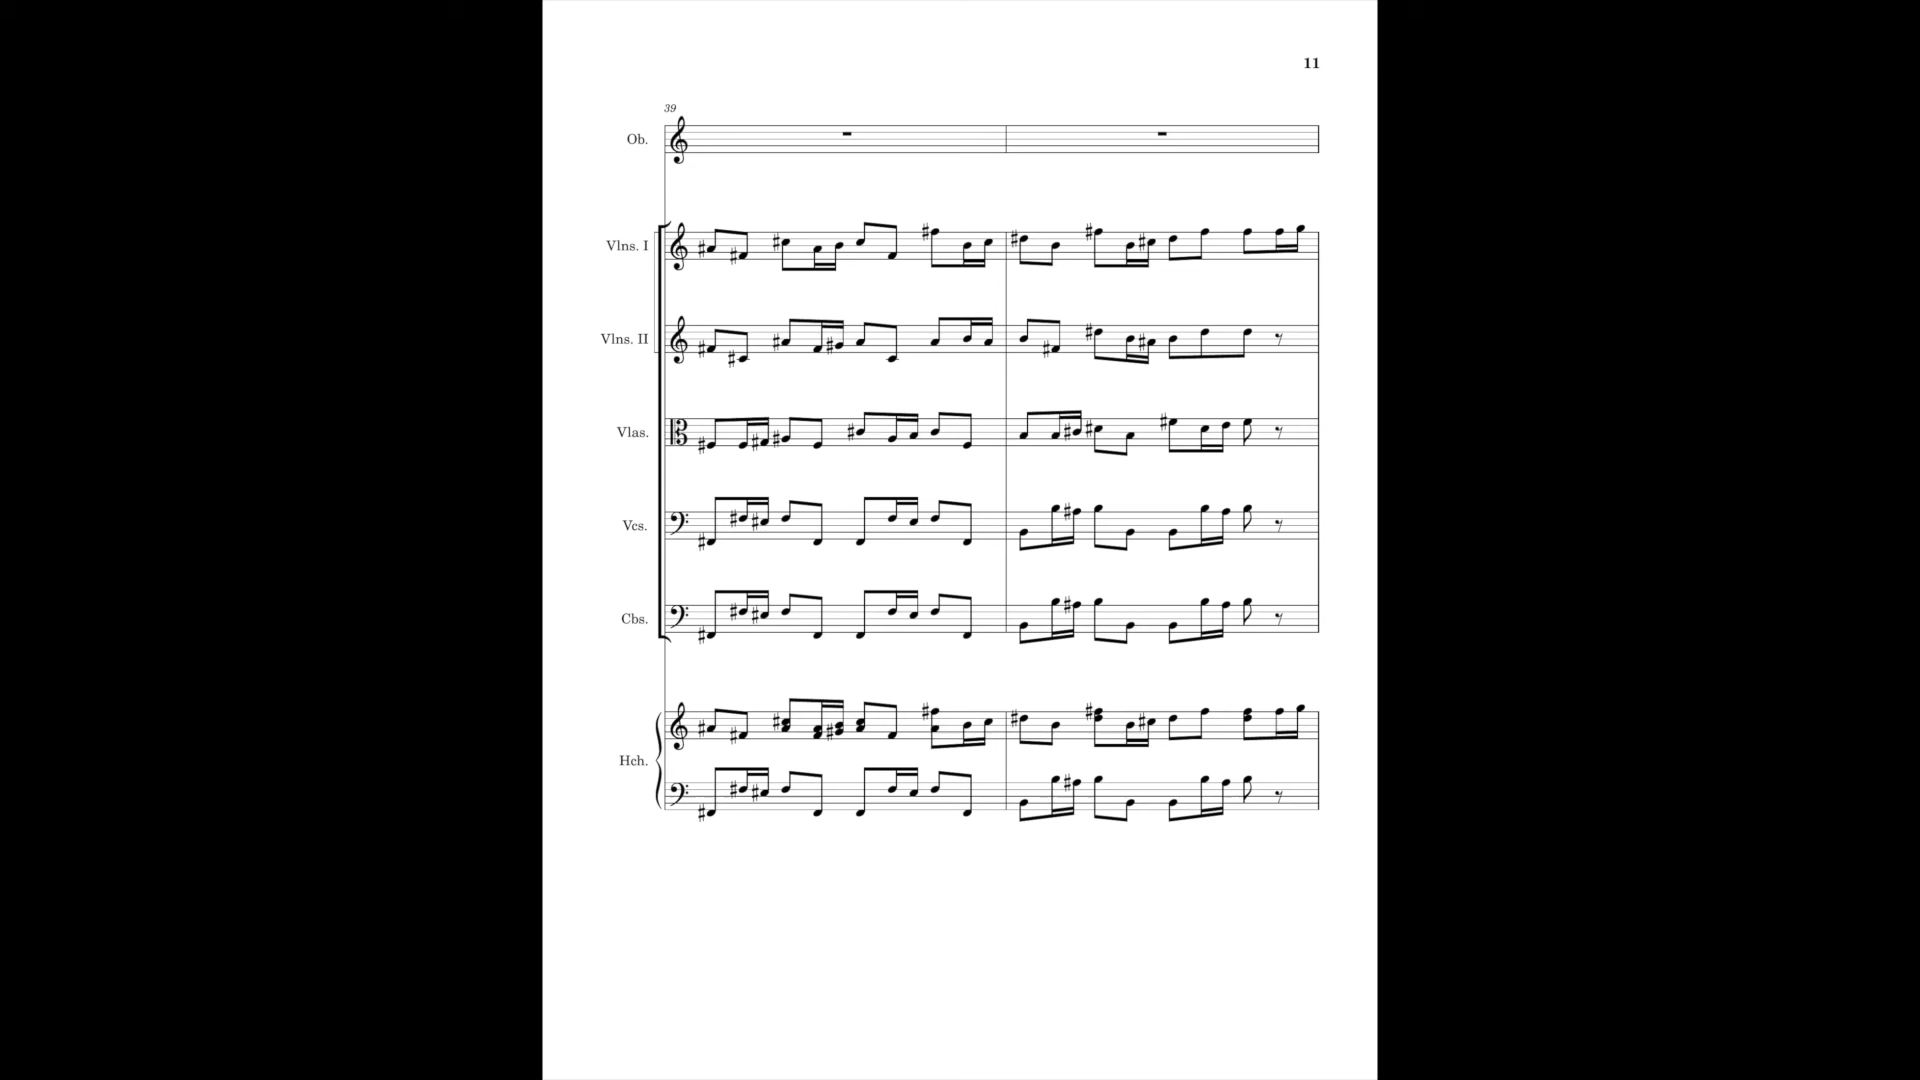 11
39
Ob.
Vlns. I
Vlns. II
Vlas.
Vcs.
Cbs.
Hch.